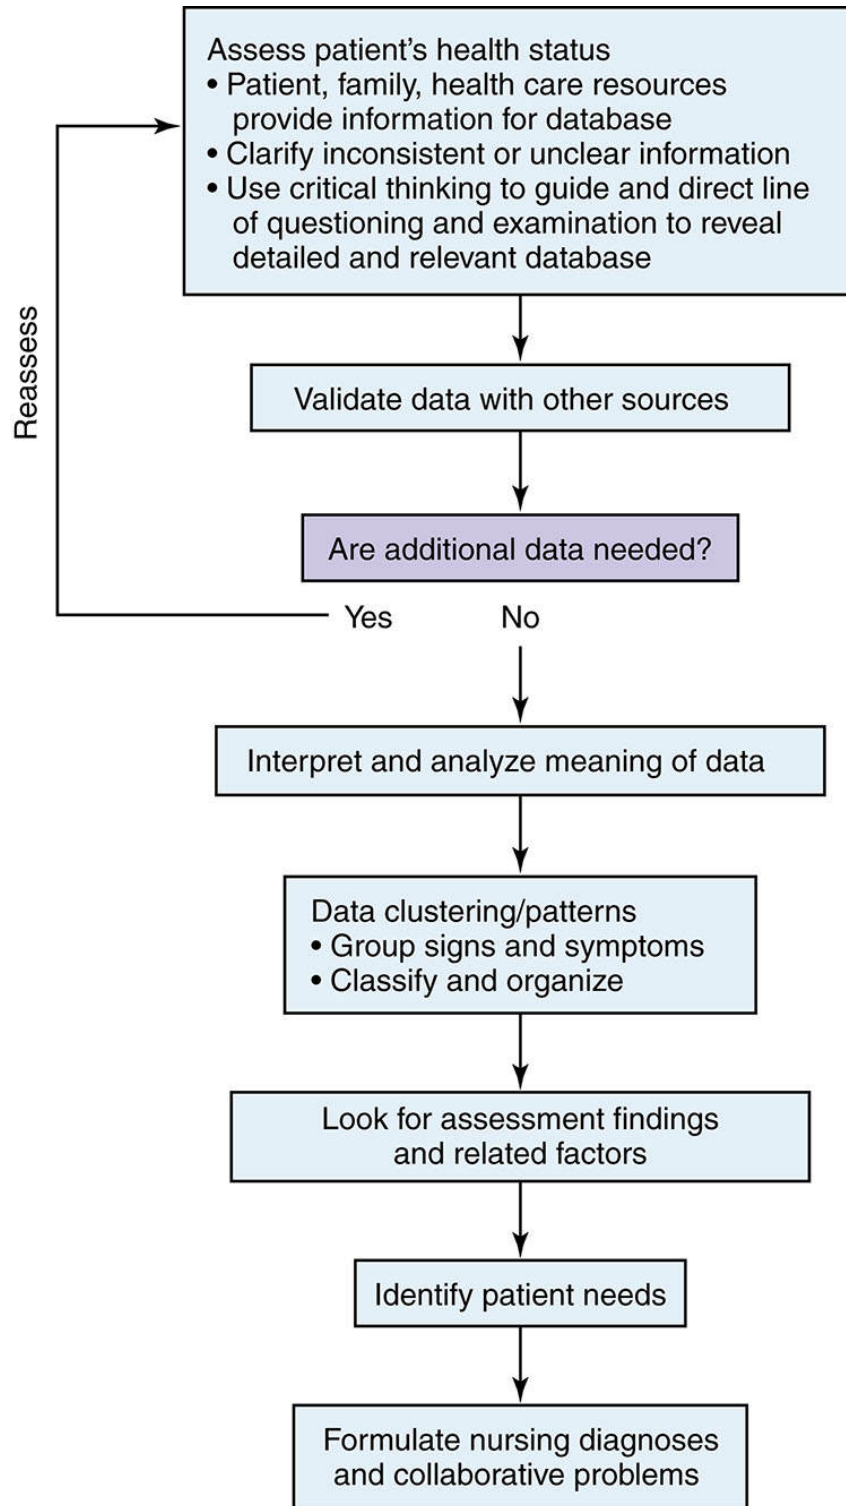 Assess patient’s health status
• Patient, family, health care resources
provide information for database
• Clarify inconsistent or unclear information
• Use critical thinking to guide and direct line
of questioning and examination to reveal
detailed and relevant database
Reassess
Validate data with other sources
Are additional data needed?
Yes No
Interpret and analyze meaning of data
Data clustering/patterns
• Group signs and symptoms
• Classify and organize
Look for assessment findings
and related factors
Identify patient needs
Formulate nursing diagnoses
and collaborative problems